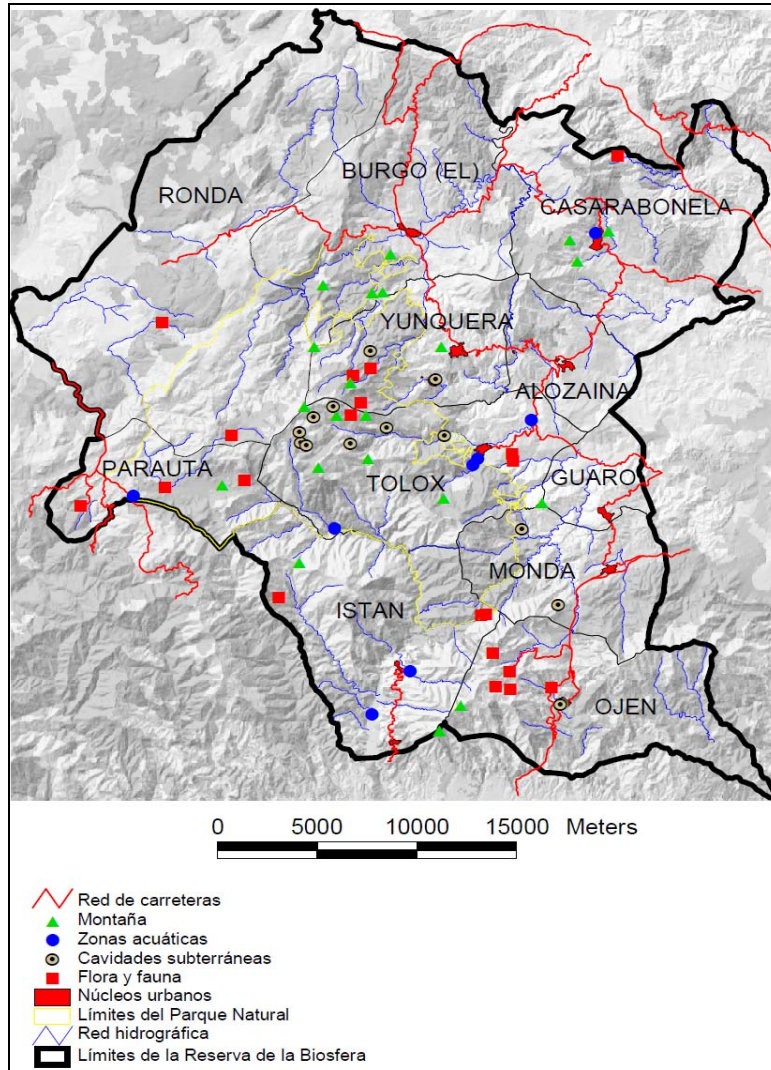 BURGO (EL)
RONDA
CASARABONELA
YUNQUERA
ALOZAINA
PARAUTA
GUARO
TOLOX
MONDA
ISTAN
OJEN
0 5000 10000 15000 Meters
Red de carreteras
Montaña
Zonas acuáticas
Cavidades subterráneas
Flora y fauna
Núcleos urbanos
Límites del Parque Natural
Red hidrográfica
Límites de la Reserva de la Biosfera